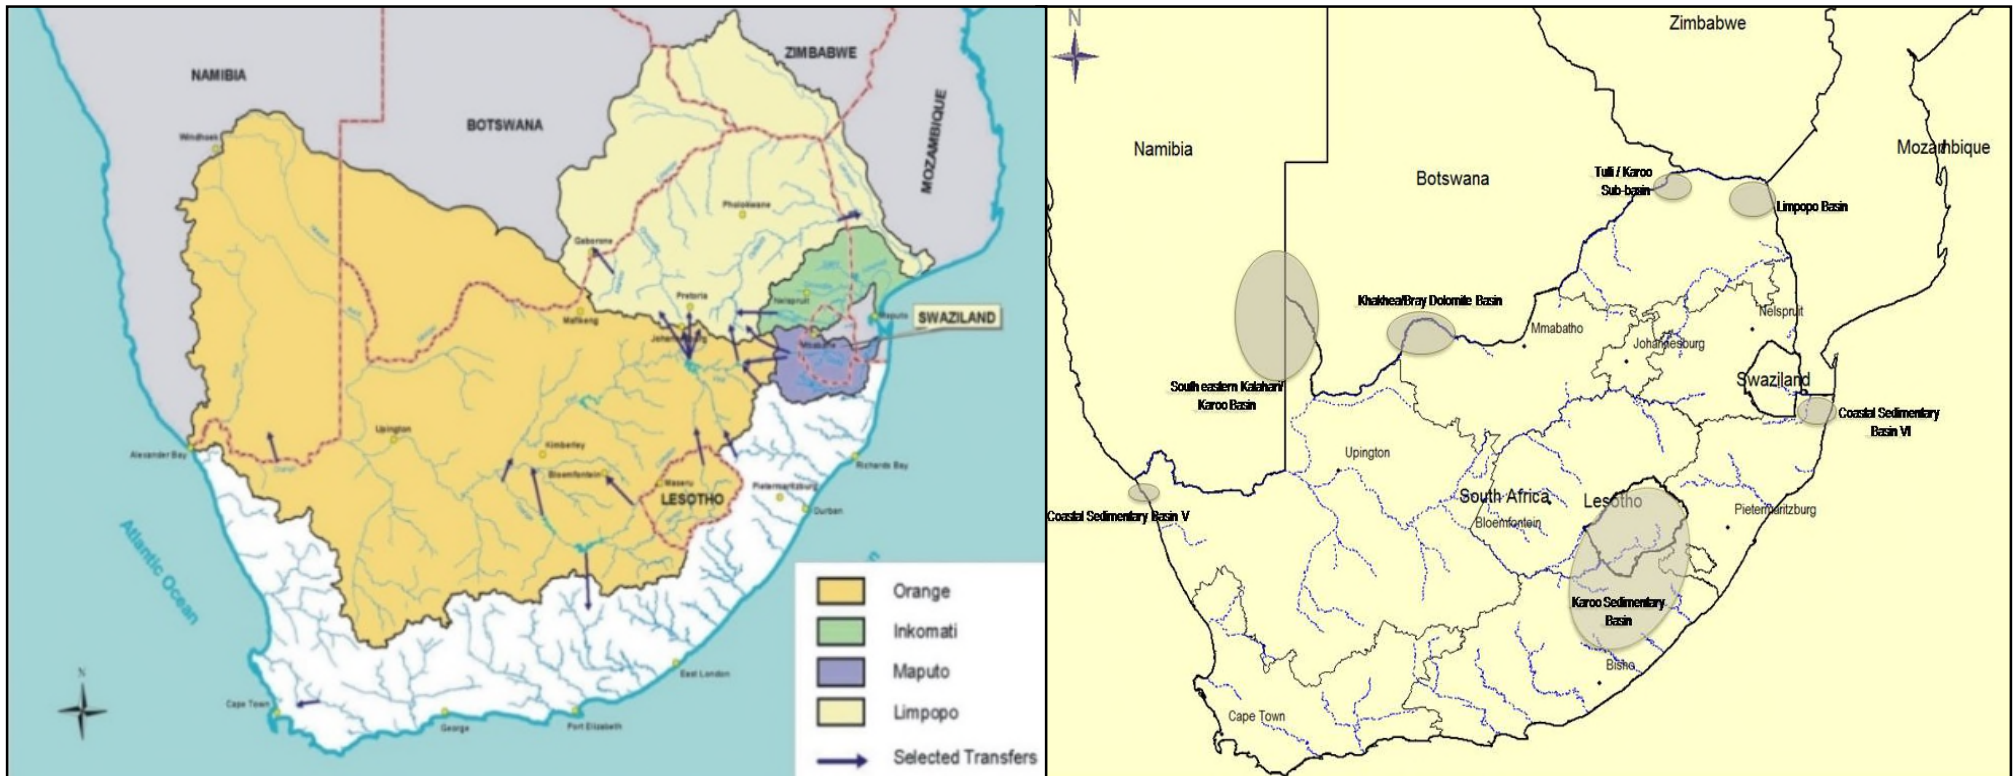 NAMIBIA
BOTSWANA
ZIMBABWE
MOZAMBIQUE
Windhoek
Pholokwane
Gaborone
Pretoria
Nelspruit
Maputo
SWAZILAND
Mbabane
Mafikeng
Johannesburg
Upington
Kimberley
Bloemfontein
Maseru
LESOTHO
Alexander Bay
Richards Bay
Pietermaritzburg
Durban
Atlantic Ocean
East London
Cape Town
George
Port Elizabeth
N
Orange
Inkomati
Maputo
Limpopo
Selected Transfers
N
Zimbabwe
Namibia
Botswana
Mozambique
Tuli / Karoo
Sub-basin
Limpopo Basin
Khakhea/Bray Dolomite Basin
Mmabatho
Nelspruit
Johannesburg
South eastern Kalahari/
Karoo Basin
Swaziland
Coastal Sedimentary
Basin VI
Upington
South Africa
Bloemfontein
Lesotho
Pietermaritzburg
Coastal Sedimentary Basin V
Karoo Sedimentary
Basin
Bisho
Cape Town